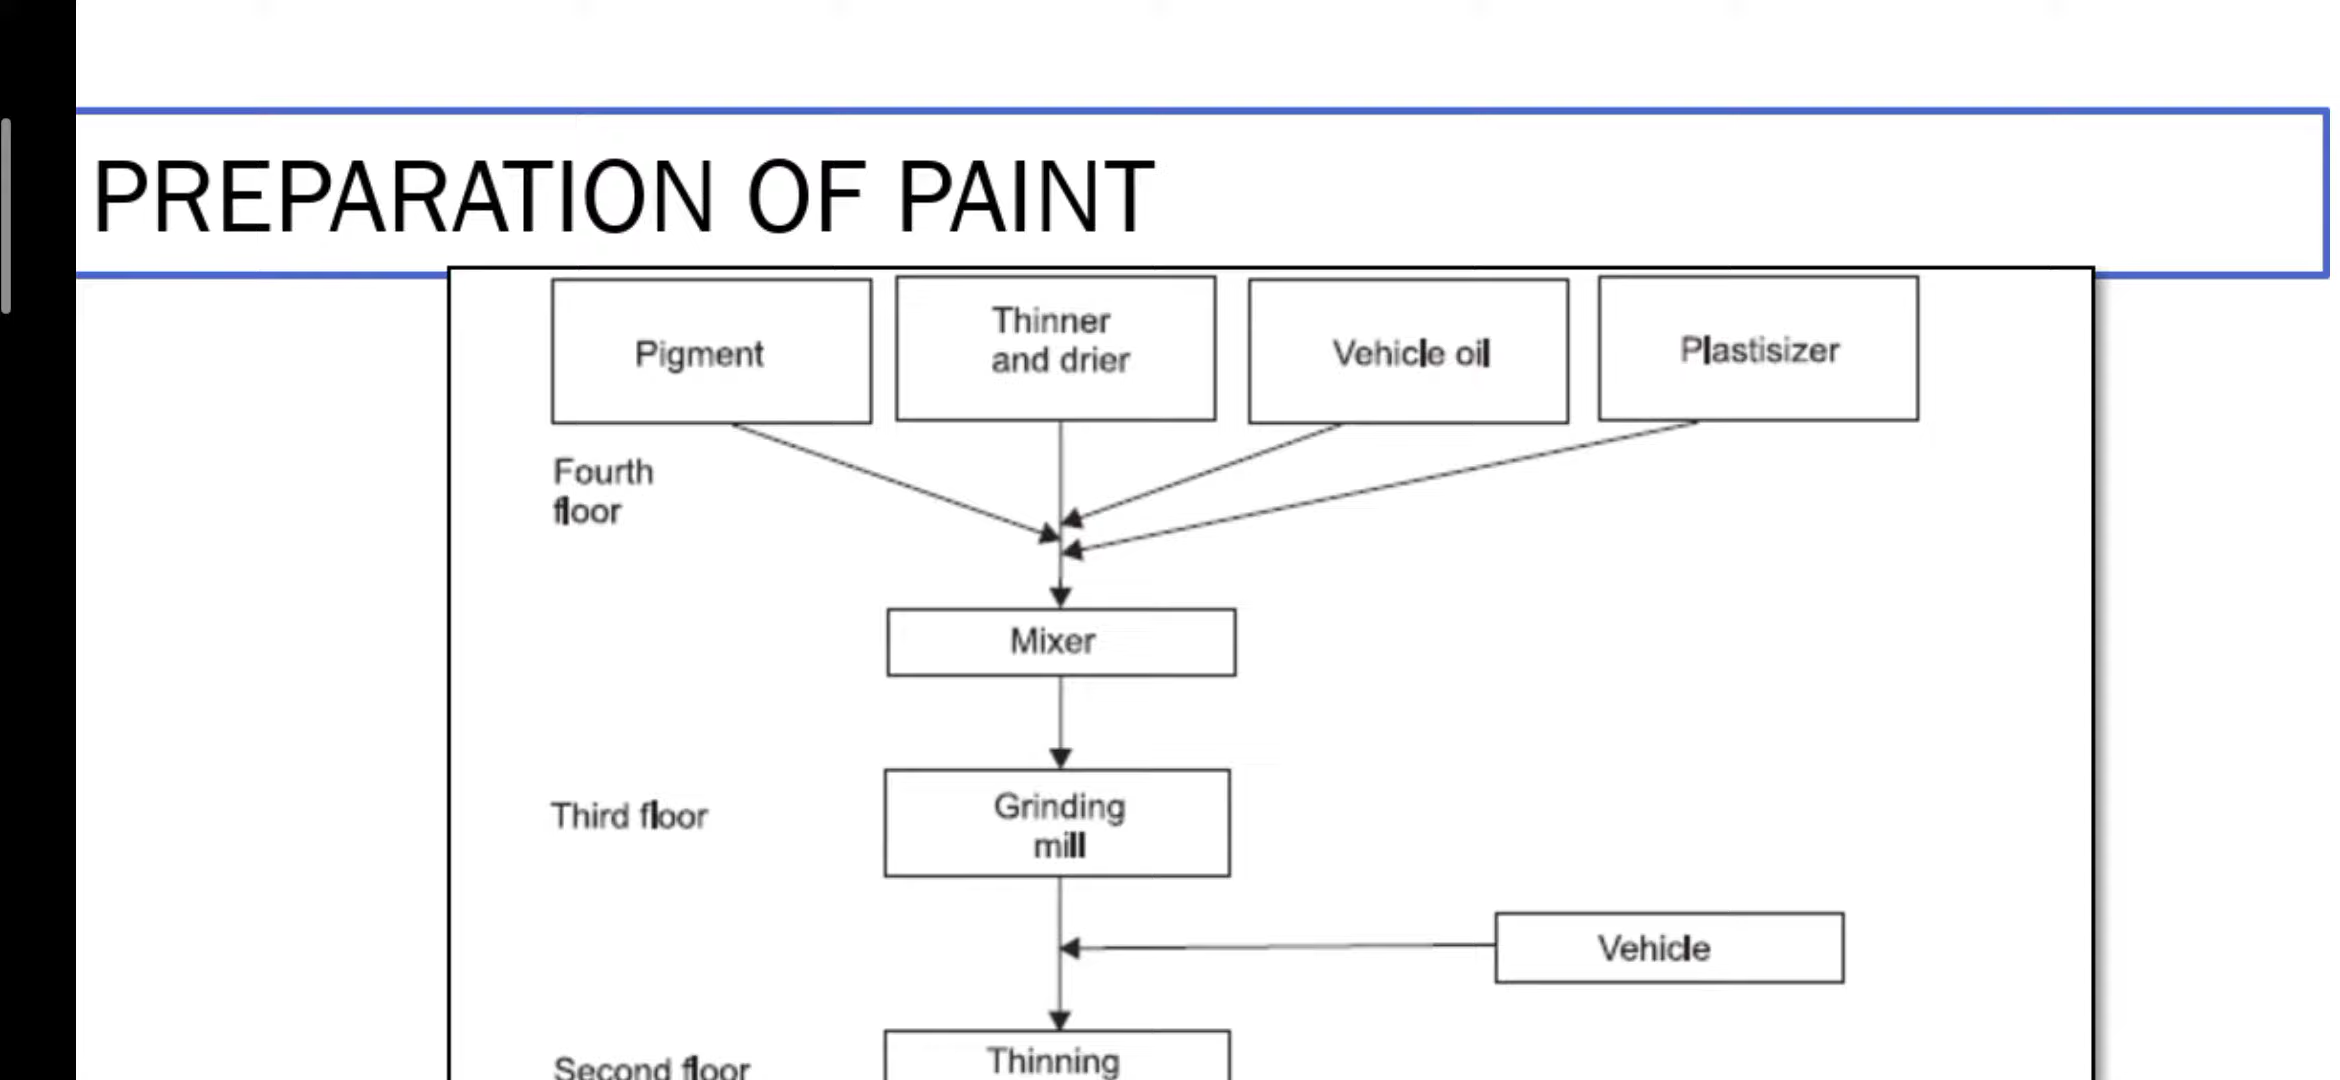 PREPARATION OF PAINT
Pigment
Thinner
and drier
Vehicle oil
Plastisizer
Fourth
floor
Mixer
Third floor
Grinding
mill
Vehicle
Second floor
Thinning